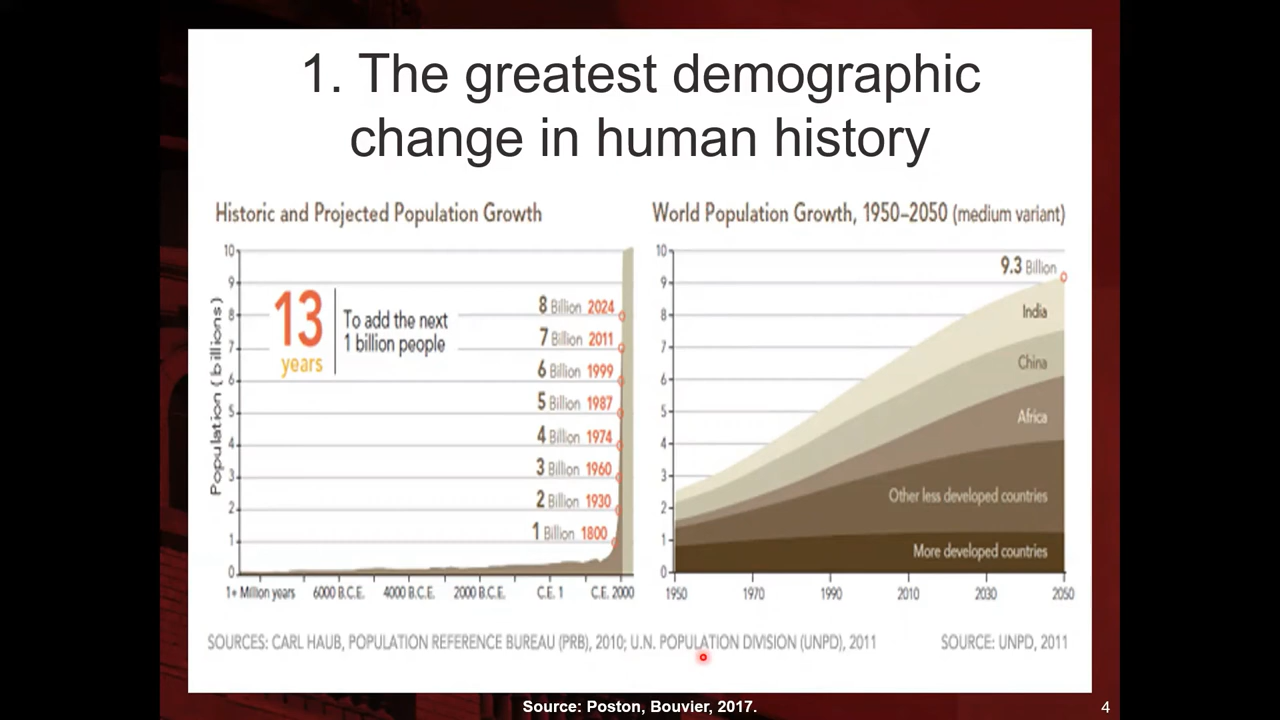 1. The greatest demographic
change in human history
Historic and Projected Population Growth
Population (billions)
10
9
8
7
6
5
4
3
2
1
0
13
years
To add the next
1 billion people
8 Billion 2024
7 Billion 2011
6 Billion 1999
5 Billion 1987
4 Billion 1974
3 Billion 1960
2 Billion 1930
1 Billion 1800
1+ Million years 6000 B.C.E. 4000 B.C.E. 2000 B.C.E. C.E. 1 C.E. 2000
World Population Growth, 1950–2050 (medium variant)
10
9
8
7
6
5
4
3
2
1
0
9.3 Billion
India
China
Africa
Other less developed countries
More developed countries
1950 1970 1990 2010 2030 2050
SOURCES: CARL HAUB, POPULATION REFERENCE BUREAU (PRB), 2010; U.N. POPULATION DIVISION (UNPD), 2011
SOURCE: UNPD, 2011
Source: Poston, Bouvier, 2017.
4